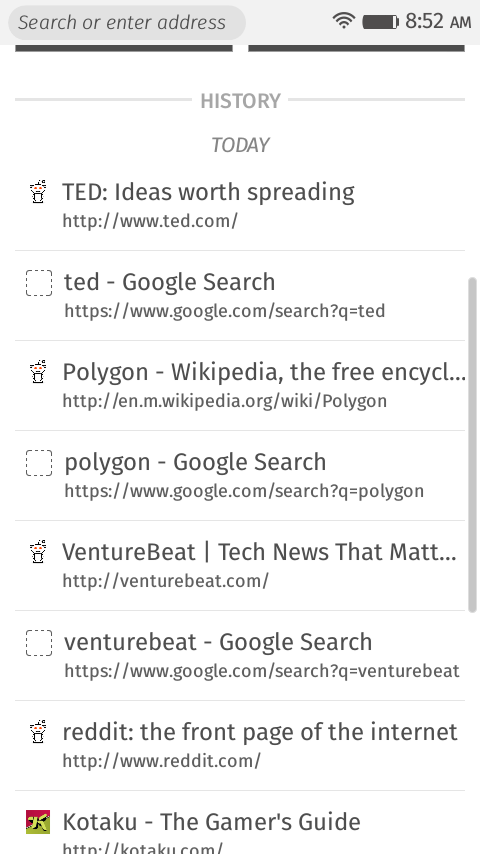 Search or enter address
8:52 AM
HISTORY
TODAY
TED: Ideas worth spreading
http://www.ted.com/
ted - Google Search
https://www.google.com/search?q=ted
Polygon - Wikipedia, the free encycl...
http://en.m.wikipedia.org/wiki/Polygon
polygon - Google Search
https://www.google.com/search?q=polygon
VentureBeat | Tech News That Matt...
http://venturebeat.com/
venturebeat - Google Search
https://www.google.com/search?q=venturebeat
reddit: the front page of the internet
http://www.reddit.com/
Kotaku - The Gamer's Guide
http://kotaku.com/